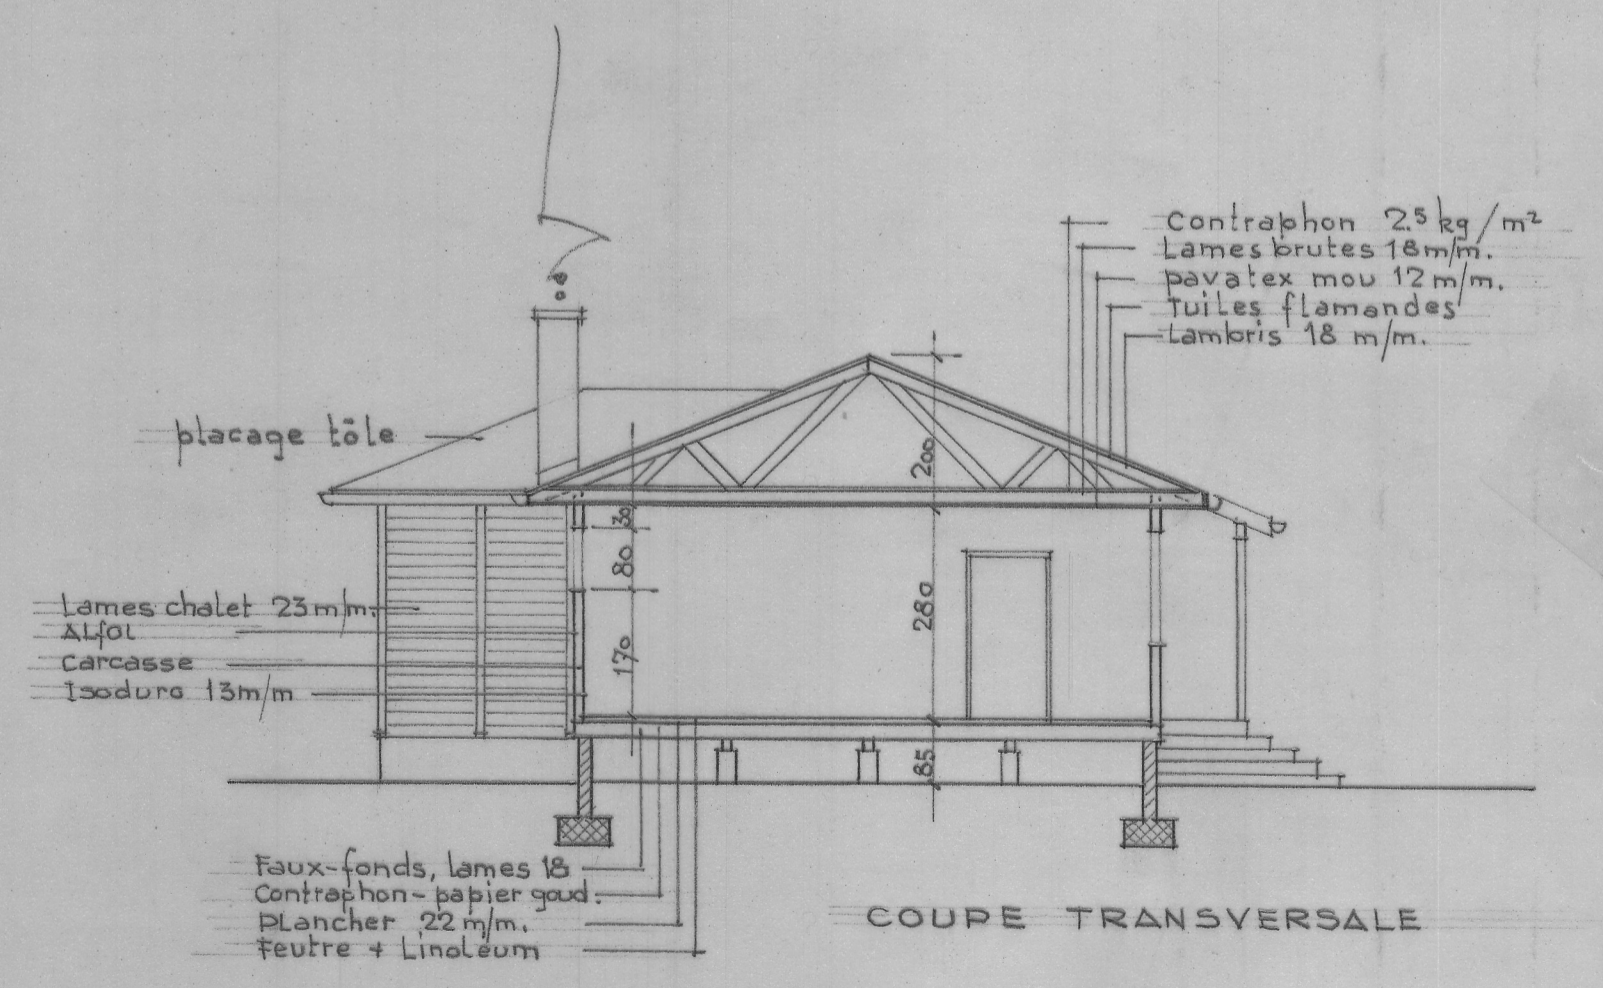 Contraphon 2.5 kg/m²
Lames brutes 18 m/m.
pavatex mou 12 m/m.
Tuiles flamandes
Lambris 18 m/m.
placage tôle
200
30
80
280
170
85
Lames chalet 23 m/m.
Alfol
Carcasse
Isoduro 13 m/m
Faux-fonds, lames 18
Contraphon - papier goud.
Plancher 22 m/m.
Feutre + Linoléum
COUPE TRANSVERSALE